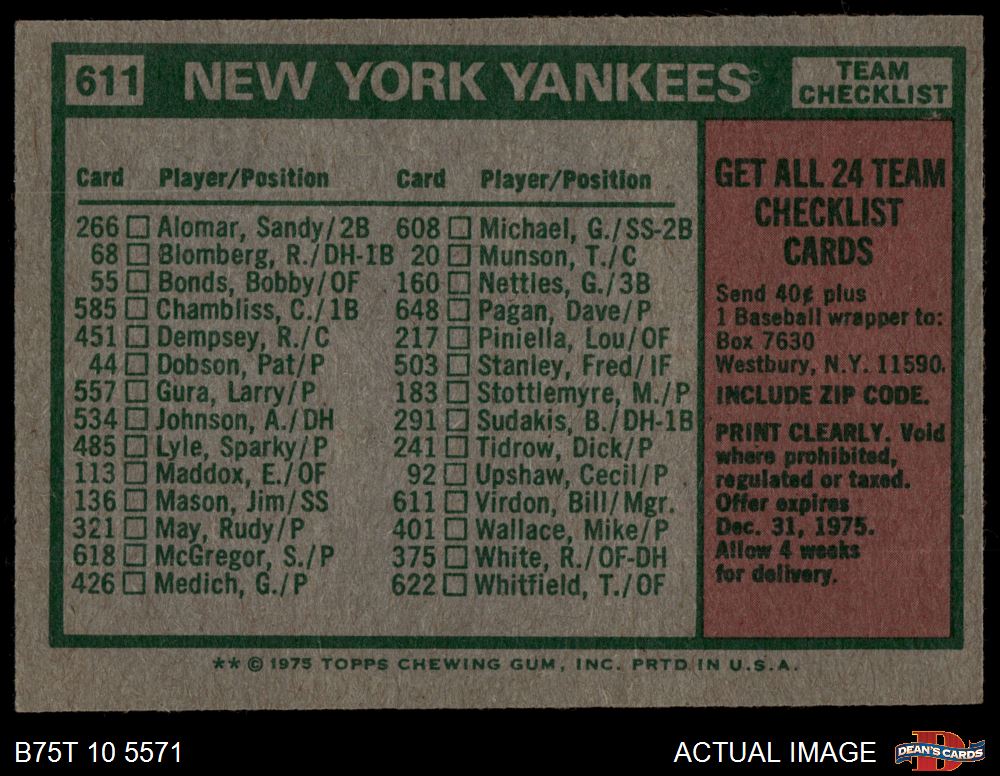 611 NEW YORK YANKEES TEAM CHECKLIST
Card Player/Position Card Player/Position
266 Alomar, Sandy/2B 608 Michael, G./SS-2B
68 Blomberg, R./DH-1B 20 Munson, T./C
55 Bonds, Bobby/OF 160 Nettles, G./3B
585 Chambliss, C./1B 648 Pagan, Dave/P
451 Dempsey, R./C 217 Piniella, Lou/OF
44 Dobson, Pat/P 503 Stanley, Fred/IF
557 Gura, Larry/P 183 Stottlemyre, M./P
534 Johnson, A./DH 291 Sudakis, B./DH-1B
485 Lyle, Sparky/P 241 Tidrow, Dick/P
113 Maddox, E./OF 92 Upshaw, Cecil/P
136 Mason, Jim/SS 611 Virdon, Bill/Mgr.
321 May, Rudy/P 401 Wallace, Mike/P
618 McGregor, S./P 375 White, R./OF-DH
426 Medich, G./P 622 Whitfield, T./OF
GET ALL 24 TEAM
CHECKLIST
CARDS
Send 40¢ plus
1 Baseball wrapper to:
Box 7630
Westbury, N.Y. 11590.
INCLUDE ZIP CODE.
PRINT CLEARLY. Void
where prohibited,
regulated or taxed.
Offer expires
Dec. 31, 1975.
Allow 4 weeks
for delivery.
** © 1975 TOPPS CHEWING GUM, INC. PRTD. IN U.S.A.
B75T 10 5571 ACTUAL IMAGE DEAN'S CARDS